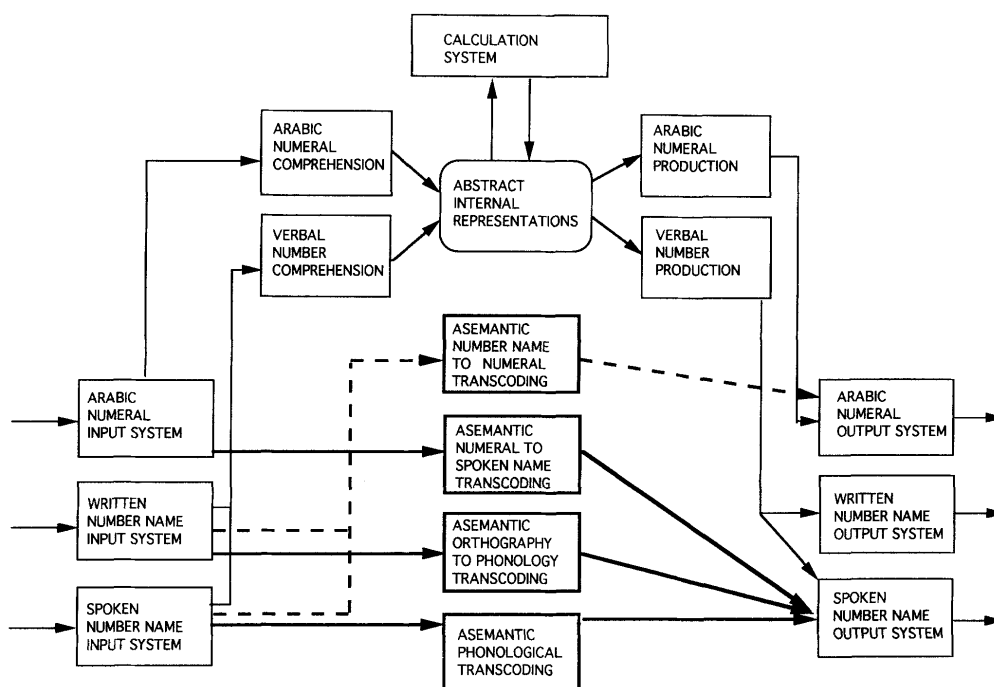 CALCULATION
SYSTEM
ARABIC
NUMERAL
COMPREHENSION
ABSTRACT
INTERNAL
REPRESENTATIONS
ARABIC
NUMERAL
PRODUCTION
VERBAL
NUMBER
COMPREHENSION
VERBAL
NUMBER
PRODUCTION
ASEMANTIC
NUMBER NAME
TO NUMERAL
TRANSCODING
ARABIC
NUMERAL
INPUT SYSTEM
ASEMANTIC
NUMERAL TO
SPOKEN NAME
TRANSCODING
ARABIC
NUMERAL
OUTPUT SYSTEM
WRITTEN
NUMBER NAME
INPUT SYSTEM
ASEMANTIC
ORTHOGRAPHY
TO PHONOLOGY
TRANSCODING
WRITTEN
NUMBER NAME
OUTPUT SYSTEM
SPOKEN
NUMBER NAME
INPUT SYSTEM
ASEMANTIC
PHONOLOGICAL
TRANSCODING
SPOKEN
NUMBER NAME
OUTPUT SYSTEM